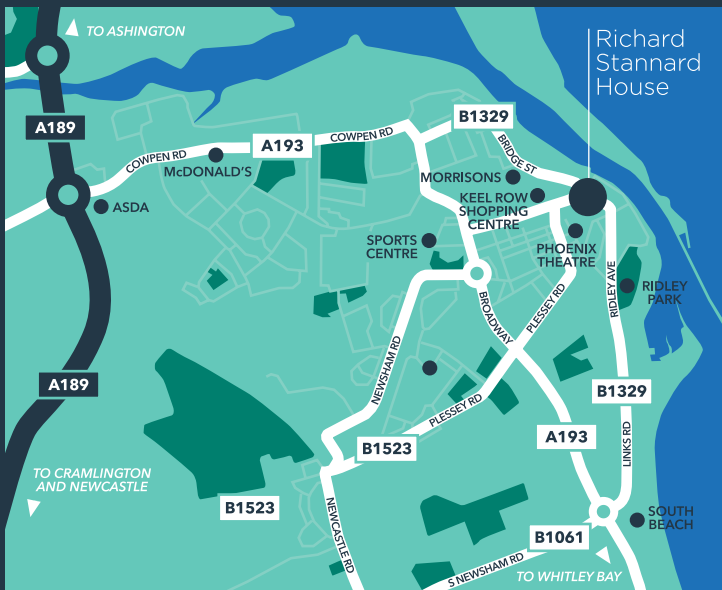 TO ASHINGTON
Richard
Stannard
House
A189
B1329
COWPEN RD
A193
COWPEN RD
BRIDGE ST
McDONALD'S
MORRISONS
KEEL ROW
SHOPPING
CENTRE
ASDA
SPORTS
CENTRE
PHOENIX
THEATRE
RIDLEY AVE
RIDLEY
PARK
BROADWAY
PLESSEY RD
NEWSHAM RD
A189
B1329
PLESSEY RD
A193
LINKS RD
B1523
TO CRAMLINGTON
AND NEWCASTLE
B1523
NEWCASTLE RD
SOUTH
BEACH
B1061
S NEWSHAM RD
TO WHITLEY BAY